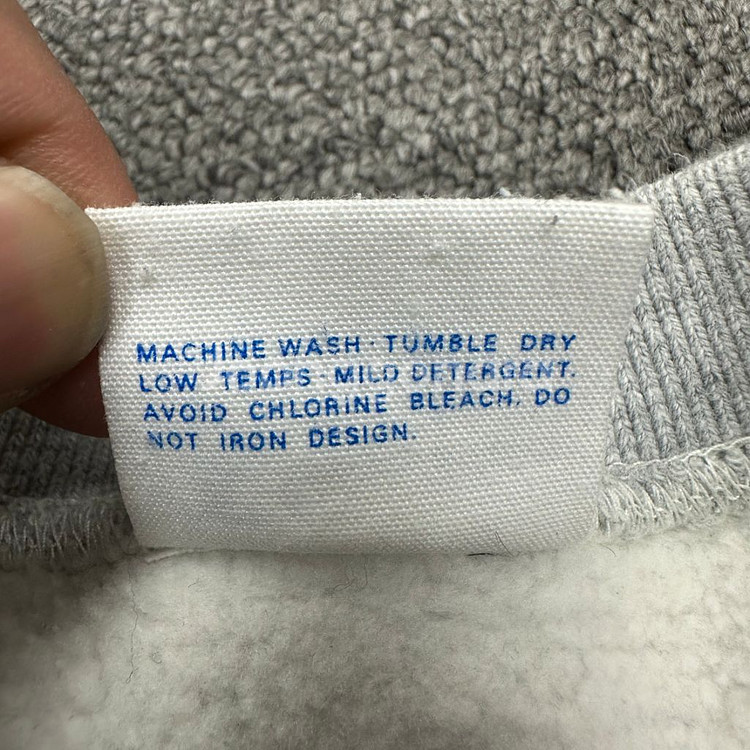 MACHINE WASH · TUMBLE DRY
LOW TEMPS · MILD DETERGENT.
AVOID CHLORINE BLEACH. DO
NOT IRON DESIGN.